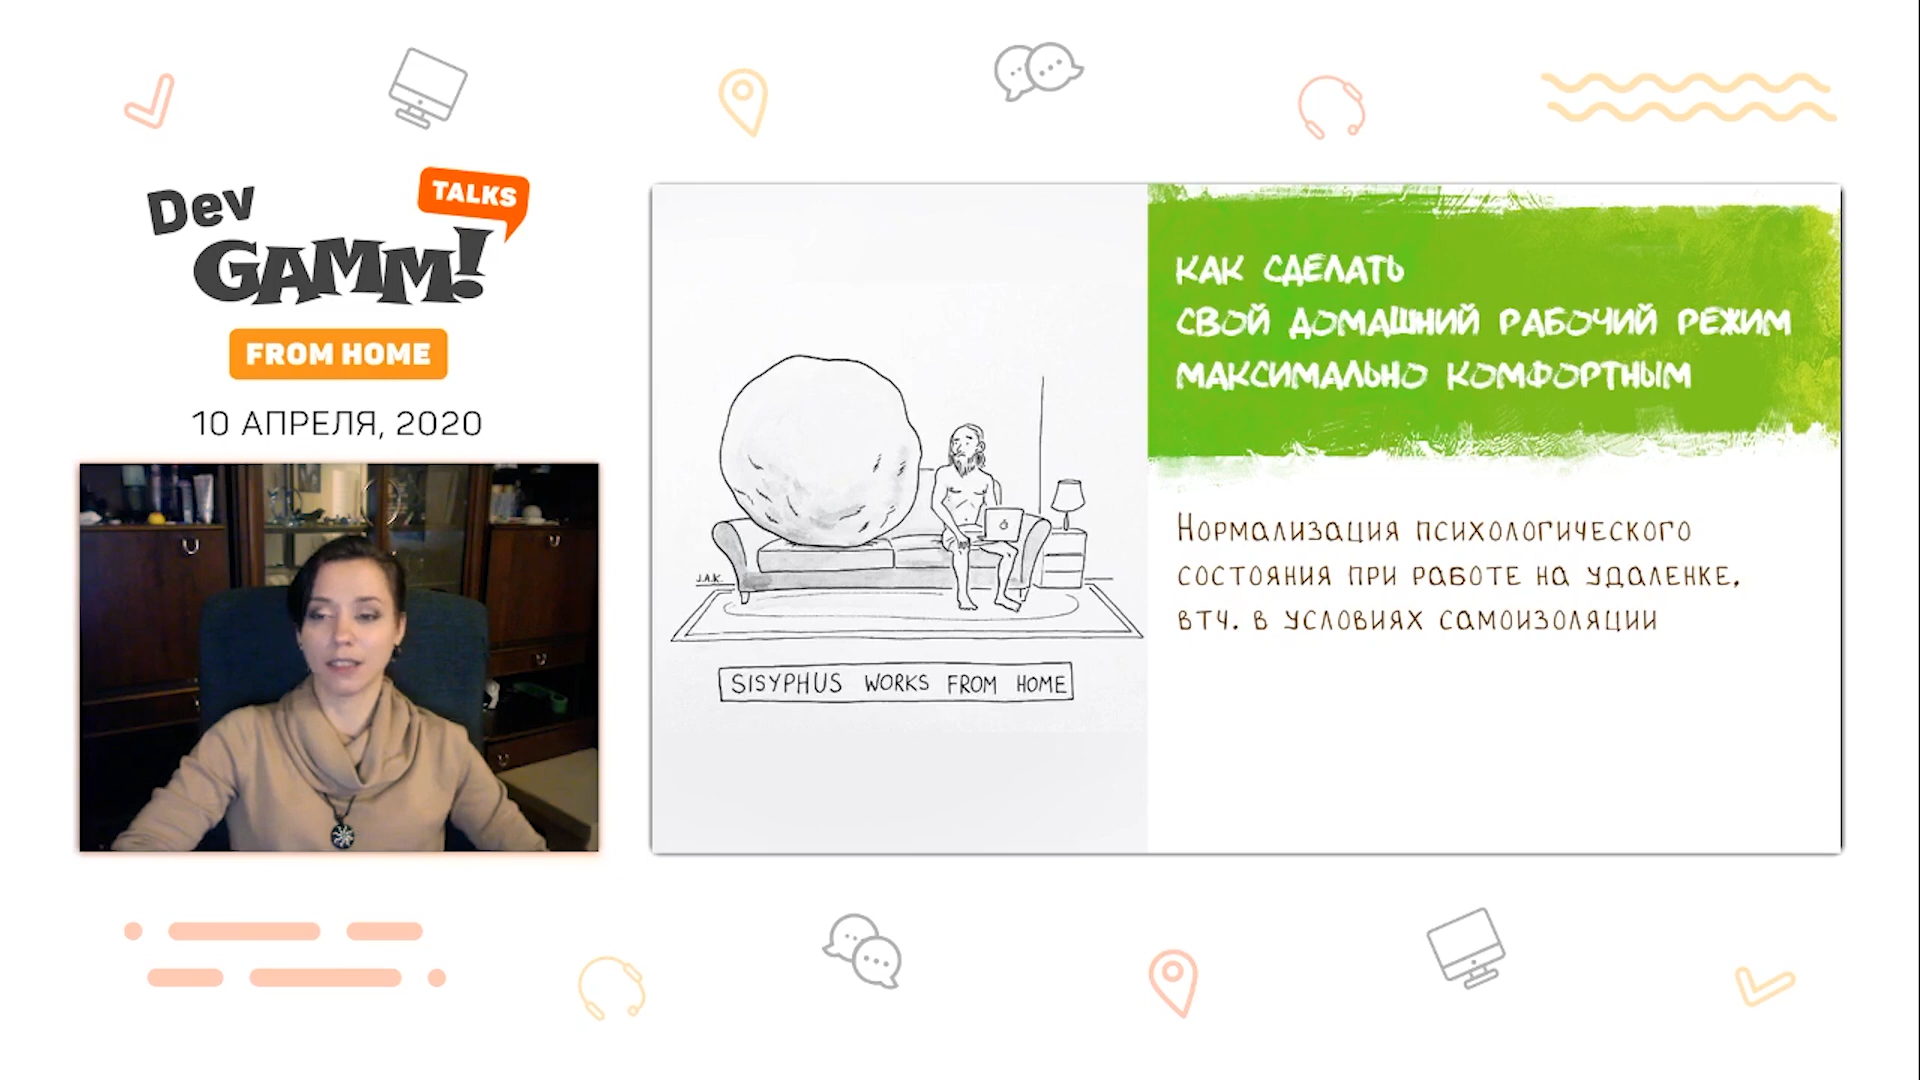 Dev
TALKS
GAMM!
FROM HOME
10 АПРЕЛЯ, 2020
КАК СДЕЛАТЬ
СВОЙ ДОМАШНИЙ РАБОЧИЙ РЕЖИМ
МАКСИМАЛЬНО КОМФОРТНЫМ
Нормализация психологического
состояния при работе на удаленке,
втч. в условиях самоизоляции
J.A.K.
SISYPHUS WORKS FROM HOME